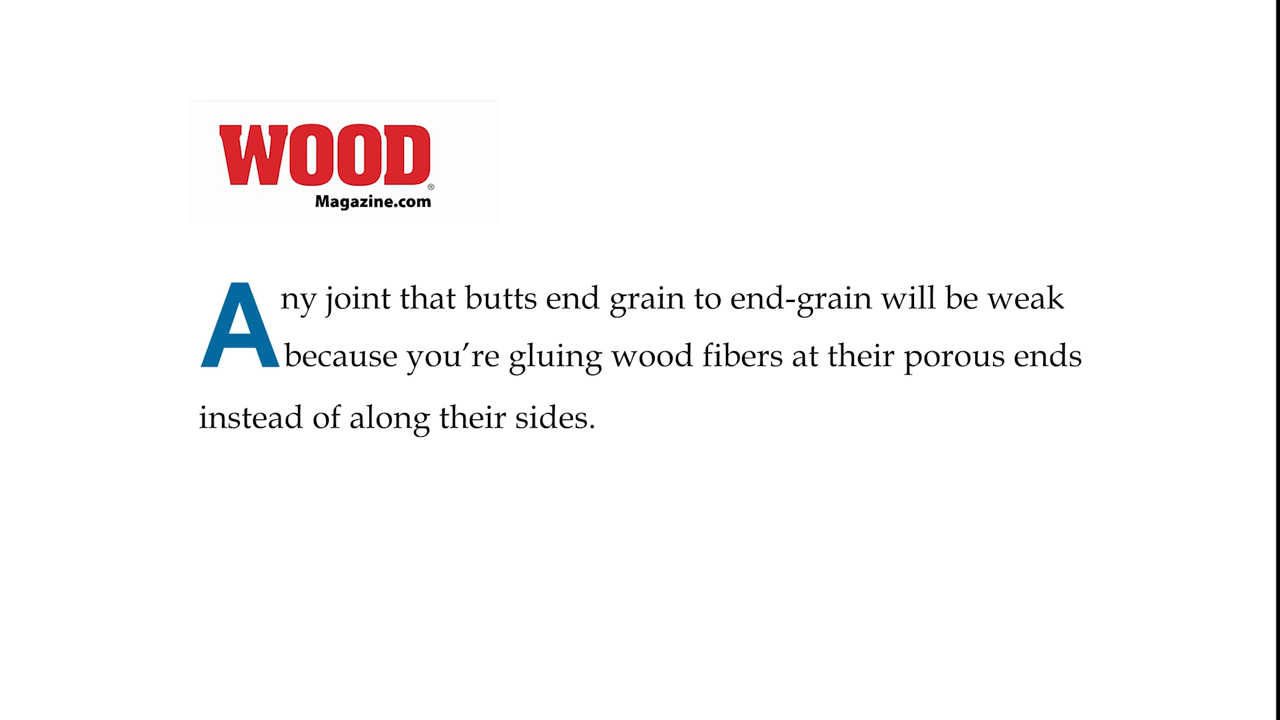 WOOD®
Magazine.com
Any joint that butts end grain to end-grain will be weak
because you’re gluing wood fibers at their porous ends
instead of along their sides.